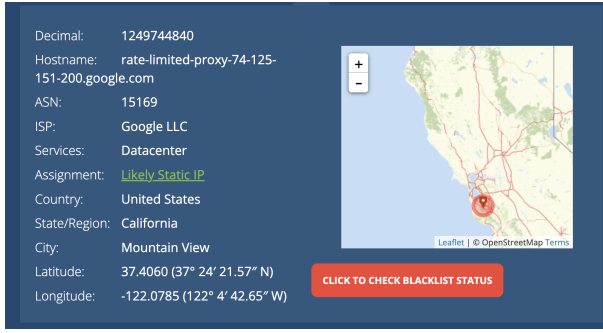 Decimal: 1249744840
Hostname: rate-limited-proxy-74-125-
151-200.google.com
ASN: 15169
ISP: Google LLC
Services: Datacenter
Assignment: Likely Static IP
Country: United States
State/Region: California
City: Mountain View
Latitude: 37.4060 (37° 24′ 21.57″ N)
Longitude: -122.0785 (122° 4′ 42.65″ W)
+
−
Leaflet | © OpenStreetMap Terms
CLICK TO CHECK BLACKLIST STATUS